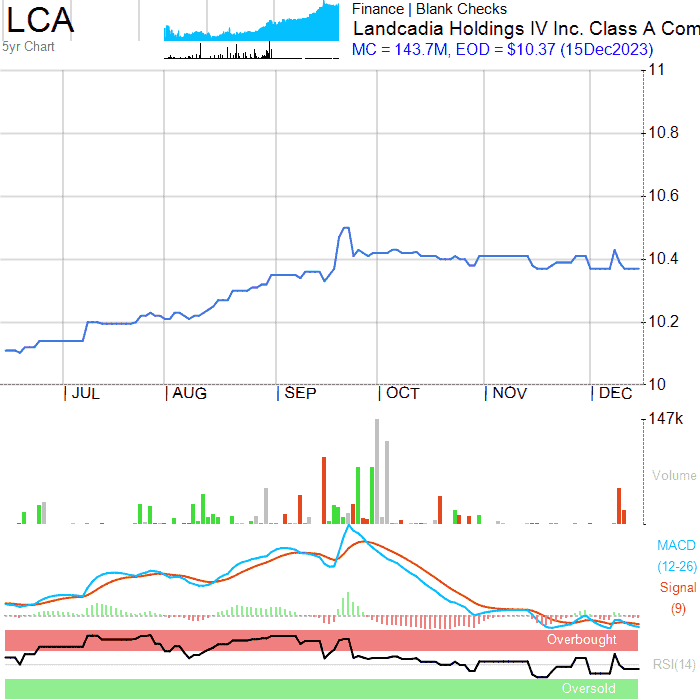 LCA
5yr Chart
Finance | Blank Checks
Landcadia Holdings IV Inc. Class A Com
MC = 143.7M, EOD = $10.37 (15Dec2023)
11
10.8
10.6
10.4
10.2
10
JUL AUG SEP OCT NOV DEC
147k
Volume
MACD
(12-26)
Signal
(9)
Overbought
RSI(14)
Oversold